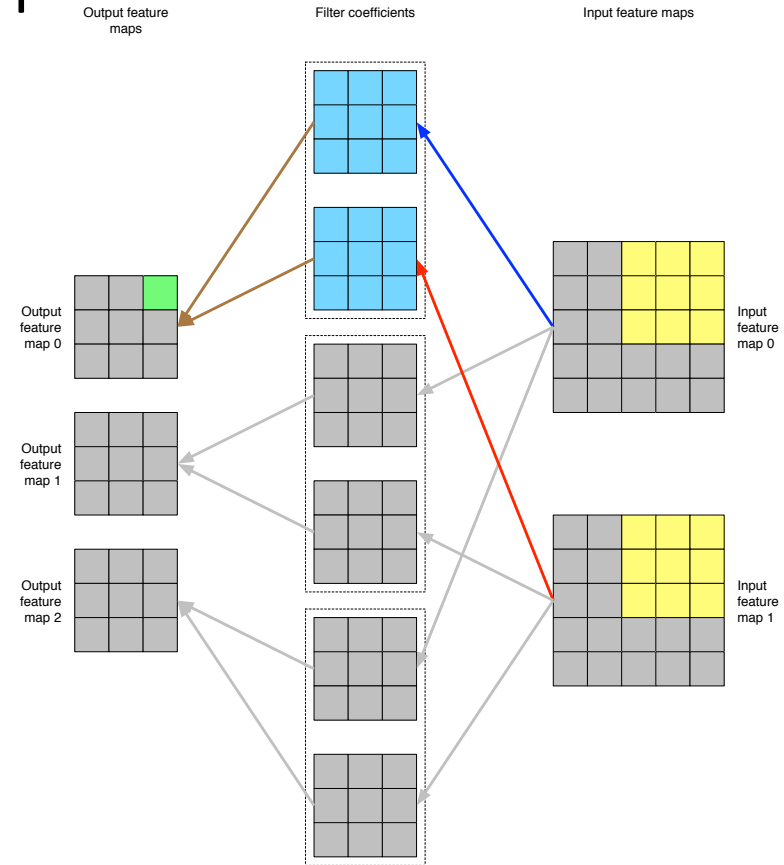 Output feature
maps
Filter coefficients
Input feature maps
Output
feature
map 0
Input
feature
map 0
Output
feature
map 1
Output
feature
map 2
Input
feature
map 1